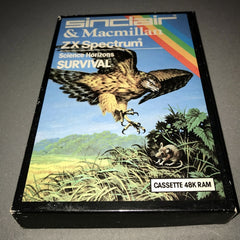 sinclair
& Macmillan
ZX Spectrum
Science Horizons
SURVIVAL
CASSETTE 48K RAM